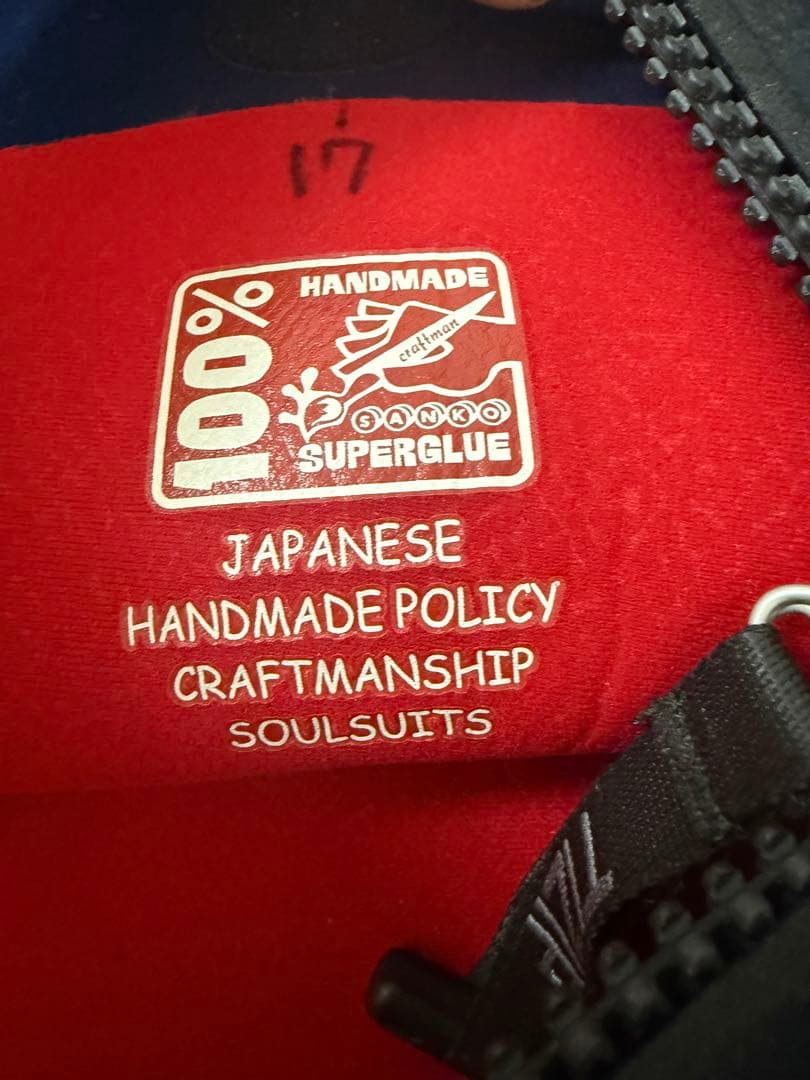 17
100%
HANDMADE
craftman
SANKO
SUPERGLUE
JAPANESE
HANDMADE POLICY
CRAFTMANSHIP
SOULSUITS